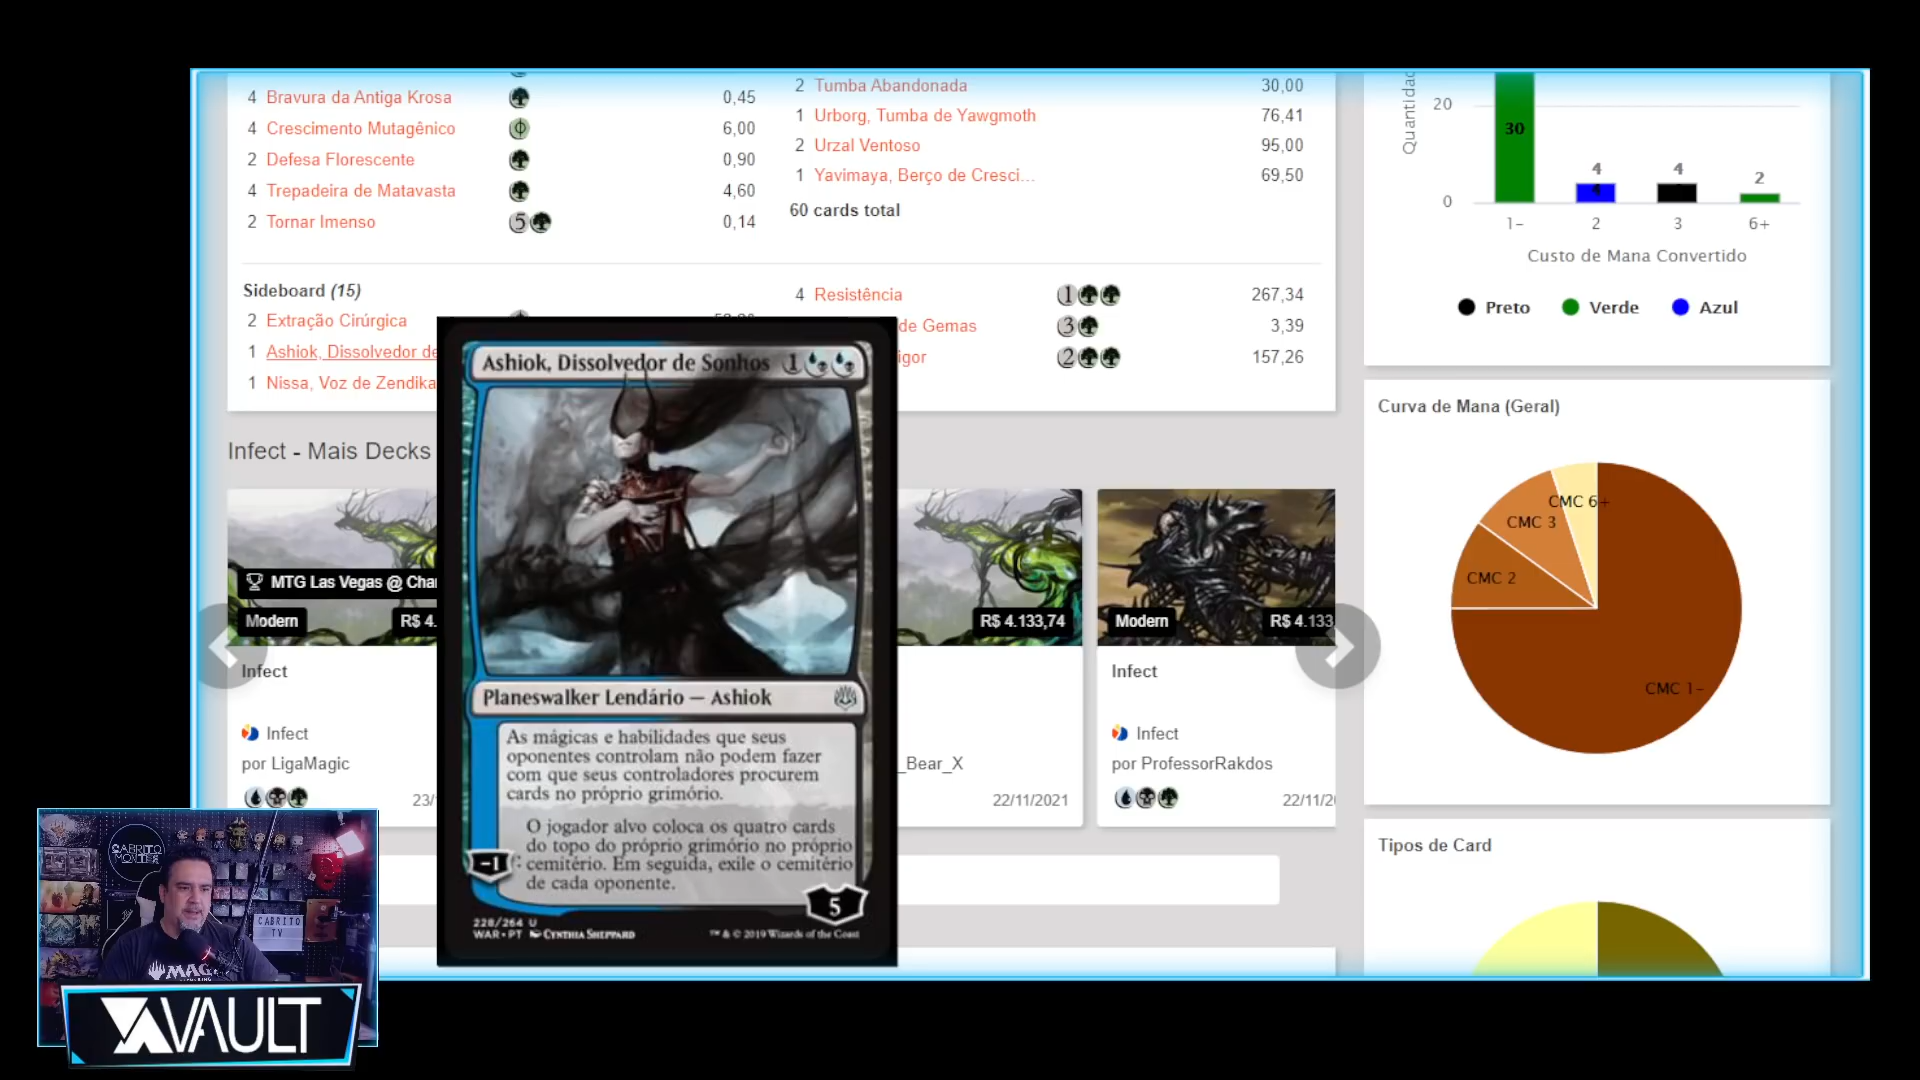 4 Bravura da Antiga Krosa 0,45
4 Crescimento Mutagênico 6,00
2 Defesa Florescente 0,90
4 Trepadeira de Matavasta 4,60
2 Tornar Imenso 5 0,14
2 Tumba Abandonada 30,00
1 Urborg, Tumba de Yawgmoth 76,41
2 Urzal Ventoso 95,00
1 Yavimaya, Berço de Cresci... 69,50
60 cards total
Sideboard (15)
2 Extração Cirúrgica
1 Ashiok, Dissolvedor de
1 Nissa, Voz de Zendika
4 Resistência 1 267,34
de Gemas 3 3,39
igor 2 157,26
Ashiok, Dissolvedor de Sonhos 1
Planeswalker Lendário — Ashiok
As mágicas e habilidades que seus
oponentes controlam não podem fazer
com que seus controladores procurem
cards no próprio grimório.
O jogador alvo coloca os quatro cards
do topo do próprio grimório no próprio
−1: cemitério. Em seguida, exile o cemitério
de cada oponente.
5
228/264 U
WAR • PT Cynthia Sheppard
™ & © 2019 Wizards of the Coast
Infect - Mais Decks
MTG Las Vegas @ Cha
Modern R$ 4.
Infect
Infect
por LigaMagic
23/
R$ 4.133,74
_Bear_X
22/11/2021
Modern R$ 4.133
Infect
Infect
por ProfessorRakdos
22/11/20
Quantidad
20
0
30
4
4
4
2
1-
2
3
6+
Custo de Mana Convertido
Preto
Verde
Azul
Curva de Mana (Geral)
CMC 6+
CMC 3
CMC 2
CMC 1-
Tipos de Card
CABRITO
MONTES
CABRITO
TV
MAG
VAULT